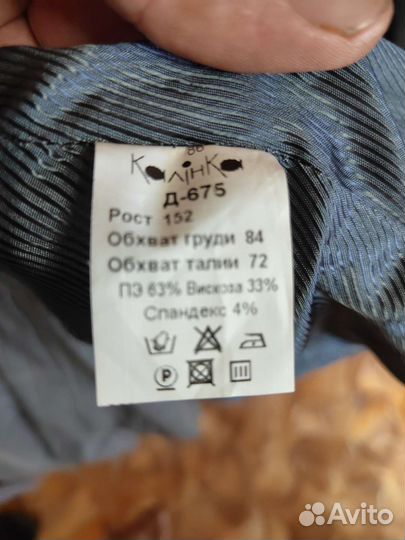 КалінКа
Д-675
Рост 152
Обхват груди 84
Обхват талии 72
ПЭ 63% Вискоза 33%
Спандекс 4%
P
Avito